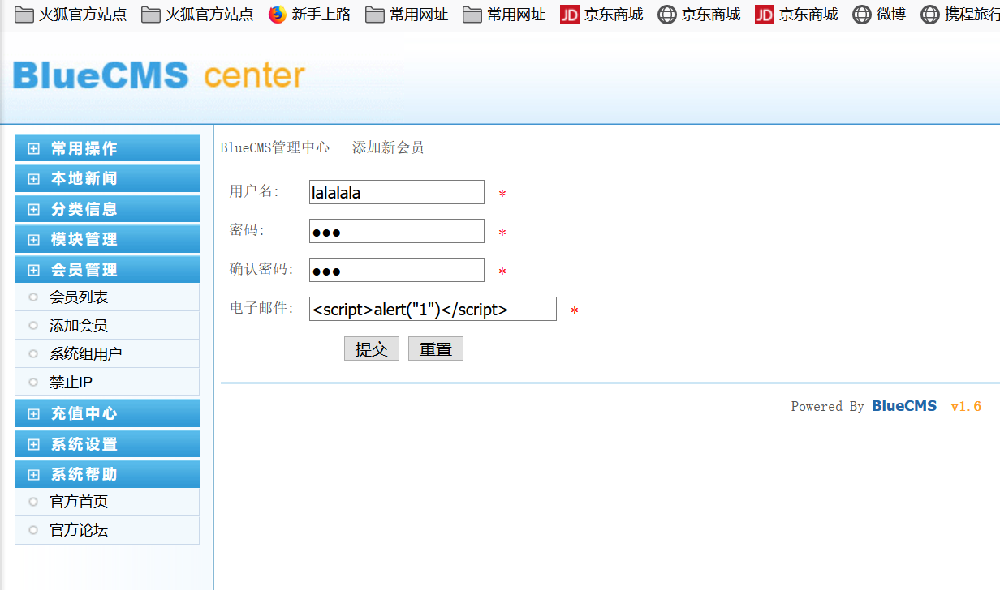 火狐官方站点 火狐官方站点 新手上路 常用网址 常用网址 JD 京东商城 京东商城 JD 京东商城 微博 携程旅行
BlueCMS center
常用操作
本地新闻
分类信息
模块管理
会员管理
会员列表
添加会员
系统组用户
禁止IP
充值中心
系统设置
系统帮助
官方首页
官方论坛
BlueCMS管理中心 - 添加新会员
用户名: lalalala *
密码: ●●● *
确认密码: ●●● *
电子邮件: <script>alert("1")</script> *
提交 重置
Powered By BlueCMS v1.6